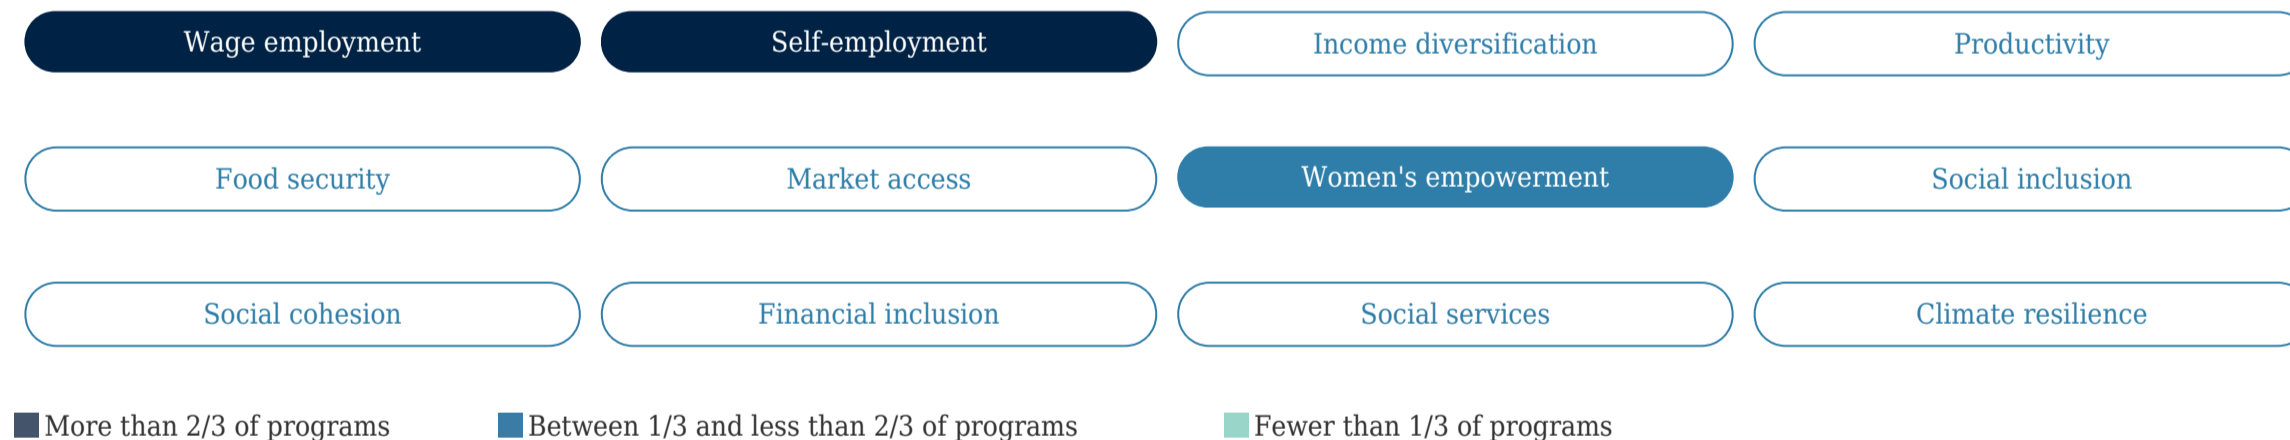 Wage employment
Self-employment
Income diversification
Productivity
Food security
Market access
Women's empowerment
Social inclusion
Social cohesion
Financial inclusion
Social services
Climate resilience
More than 2/3 of programs
Between 1/3 and less than 2/3 of programs
Fewer than 1/3 of programs